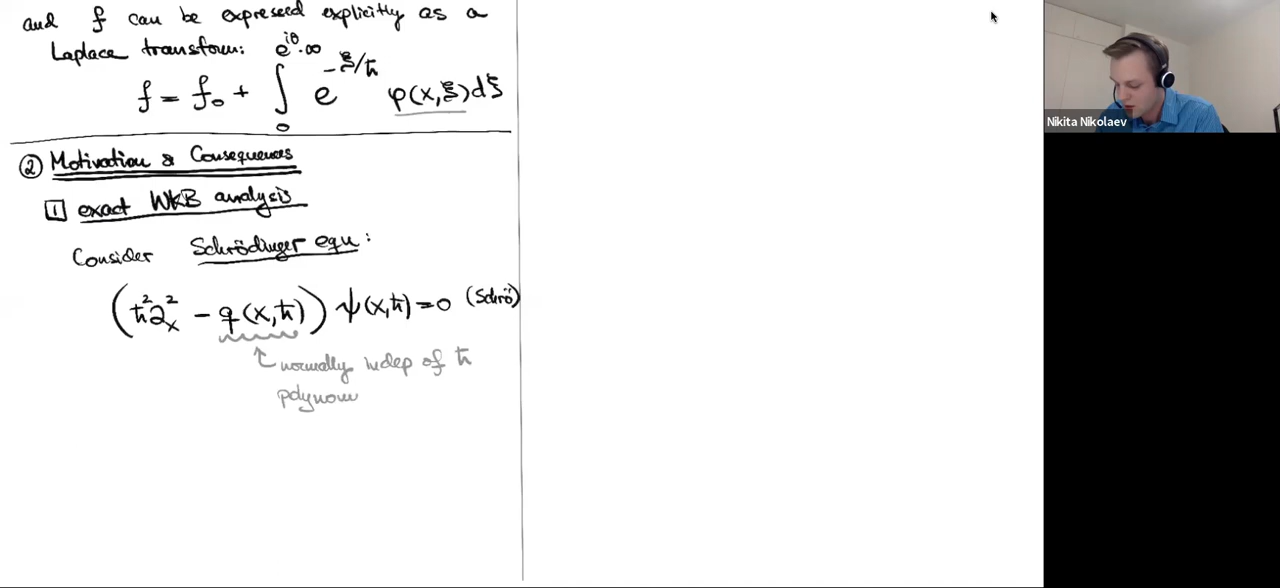 and f can be expressed explicitly as a
Laplace transform:
f = f₀ + ∫₀^{e^{iθ}·∞} e^{-ξ/ħ} φ(x,ξ)dξ
② Motivation & Consequences
1 exact WKB analysis
Consider Schrödinger equ:
(ħ²∂ₓ² − q(x,ħ)) ψ(x,ħ) = 0 (Schrö)
↑ normally indep of ħ
polynom
Nikita Nikolaev